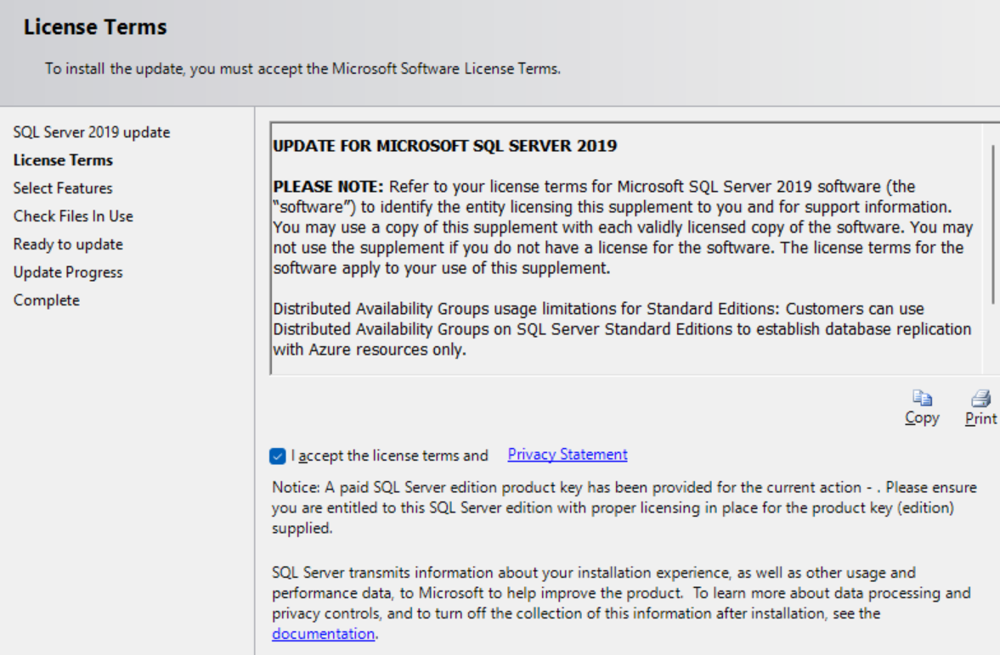 License Terms
To install the update, you must accept the Microsoft Software License Terms.
SQL Server 2019 update
License Terms
Select Features
Check Files In Use
Ready to update
Update Progress
Complete
UPDATE FOR MICROSOFT SQL SERVER 2019
PLEASE NOTE: Refer to your license terms for Microsoft SQL Server 2019 software (the
“software”) to identify the entity licensing this supplement to you and for support information.
You may use a copy of this supplement with each validly licensed copy of the software. You may
not use the supplement if you do not have a license for the software. The license terms for the
software apply to your use of this supplement.
Distributed Availability Groups usage limitations for Standard Editions: Customers can use
Distributed Availability Groups on SQL Server Standard Editions to establish database replication
with Azure resources only.
Copy Print
I accept the license terms and Privacy Statement
Notice: A paid SQL Server edition product key has been provided for the current action - . Please ensure
you are entitled to this SQL Server edition with proper licensing in place for the product key (edition)
supplied.
SQL Server transmits information about your installation experience, as well as other usage and
performance data, to Microsoft to help improve the product.  To learn more about data processing and
privacy controls, and to turn off the collection of this information after installation, see the
documentation.